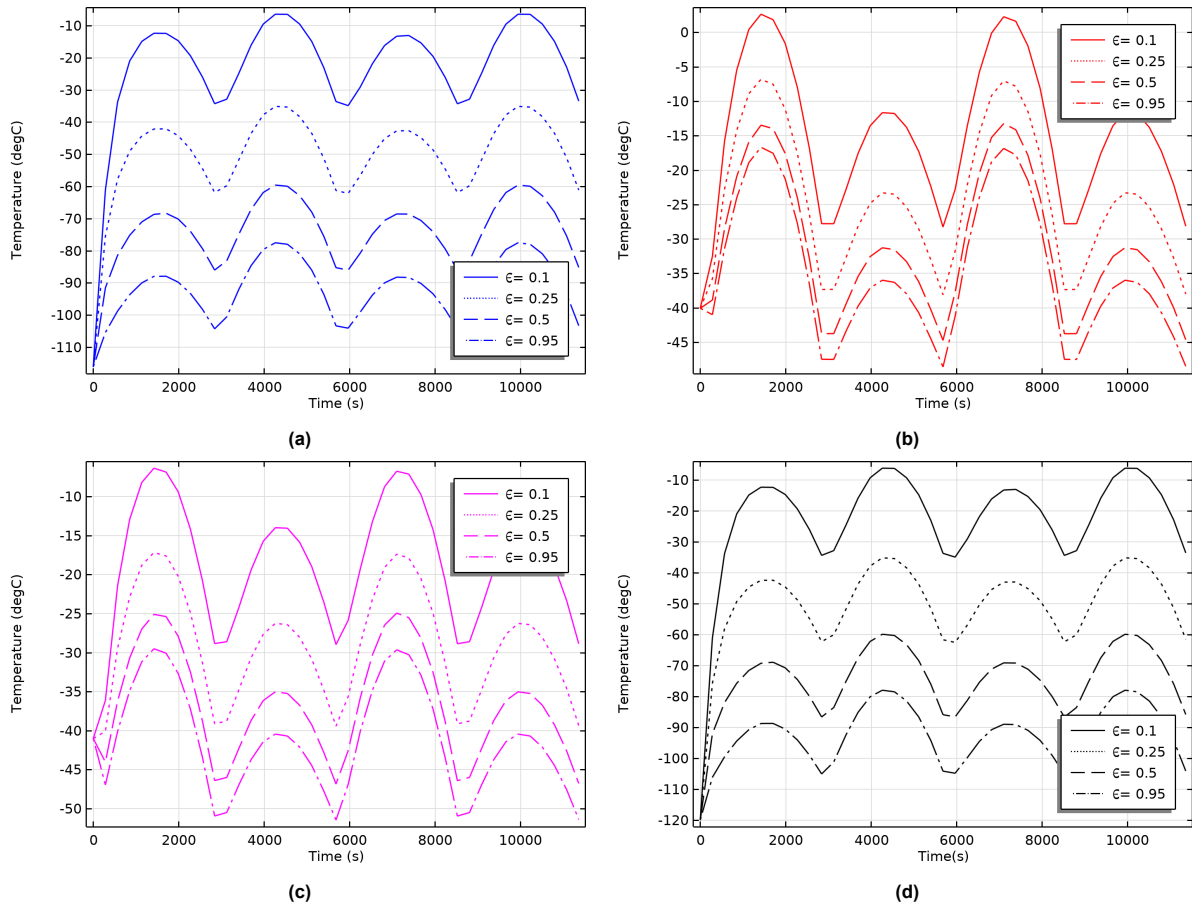 -10
-20
-30
-40
-50
-60
-70
-80
-90
-100
-110
Temperature (degC)
0 2000 4000 6000 8000 10000
Time (s)
ϵ= 0.1
ϵ= 0.25
ϵ= 0.5
ϵ= 0.95
(a)
0
-5
-10
-15
-20
-25
-30
-35
-40
-45
Temperature (degC)
0 2000 4000 6000 8000 10000
Time (s)
ϵ= 0.1
ϵ= 0.25
ϵ= 0.5
ϵ= 0.95
(b)
-10
-15
-20
-25
-30
-35
-40
-45
-50
Temperature (degC)
0 2000 4000 6000 8000 10000
Time (s)
ϵ= 0.1
ϵ= 0.25
ϵ= 0.5
ϵ= 0.95
(c)
-10
-20
-30
-40
-50
-60
-70
-80
-90
-100
-110
-120
Temperature (degC)
0 2000 4000 6000 8000 10000
Time(s)
ϵ= 0.1
ϵ= 0.25
ϵ= 0.5
ϵ= 0.95
(d)